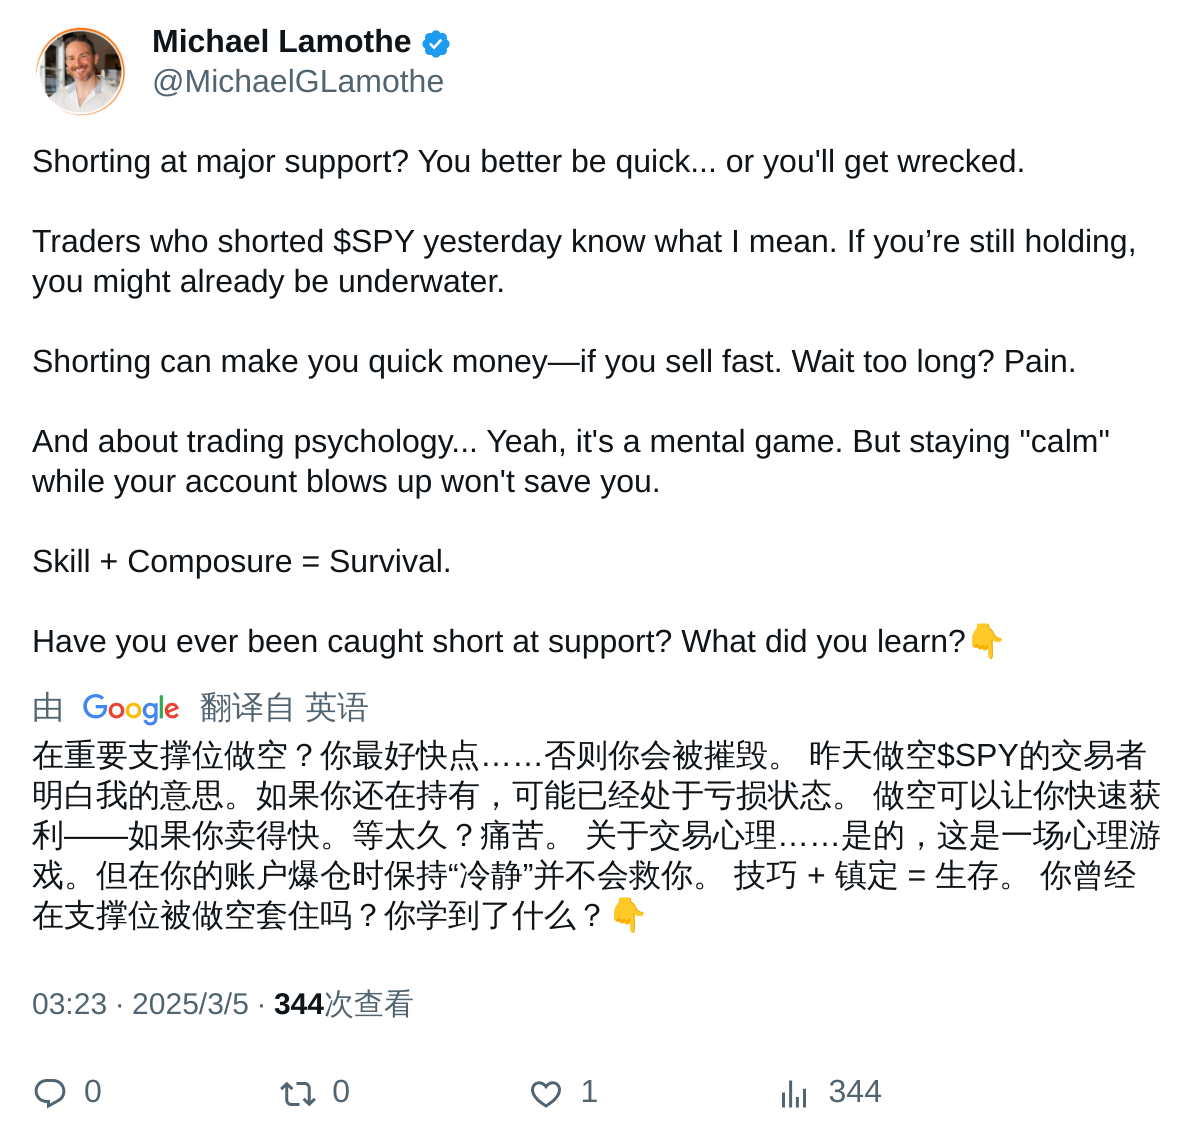 Michael Lamothe
@MichaelGLamothe
Shorting at major support? You better be quick... or you'll get wrecked.
Traders who shorted $SPY yesterday know what I mean. If you’re still holding,
you might already be underwater.
Shorting can make you quick money—if you sell fast. Wait too long? Pain.
And about trading psychology... Yeah, it's a mental game. But staying "calm"
while your account blows up won't save you.
Skill + Composure = Survival.
Have you ever been caught short at support? What did you learn?👇
由 Google 翻译自 英语
在重要支撑位做空？你最好快点……否则你会被摧毁。 昨天做空$SPY的交易者
明白我的意思。如果你还在持有，可能已经处于亏损状态。 做空可以让你快速获
利——如果你卖得快。等太久？痛苦。 关于交易心理……是的，这是一场心理游
戏。但在你的账户爆仓时保持“冷静”并不会救你。 技巧 + 镇定 = 生存。 你曾经
在支撑位被做空套住吗？你学到了什么？👇
03:23 · 2025/3/5 · 344次查看
0 0 1 344